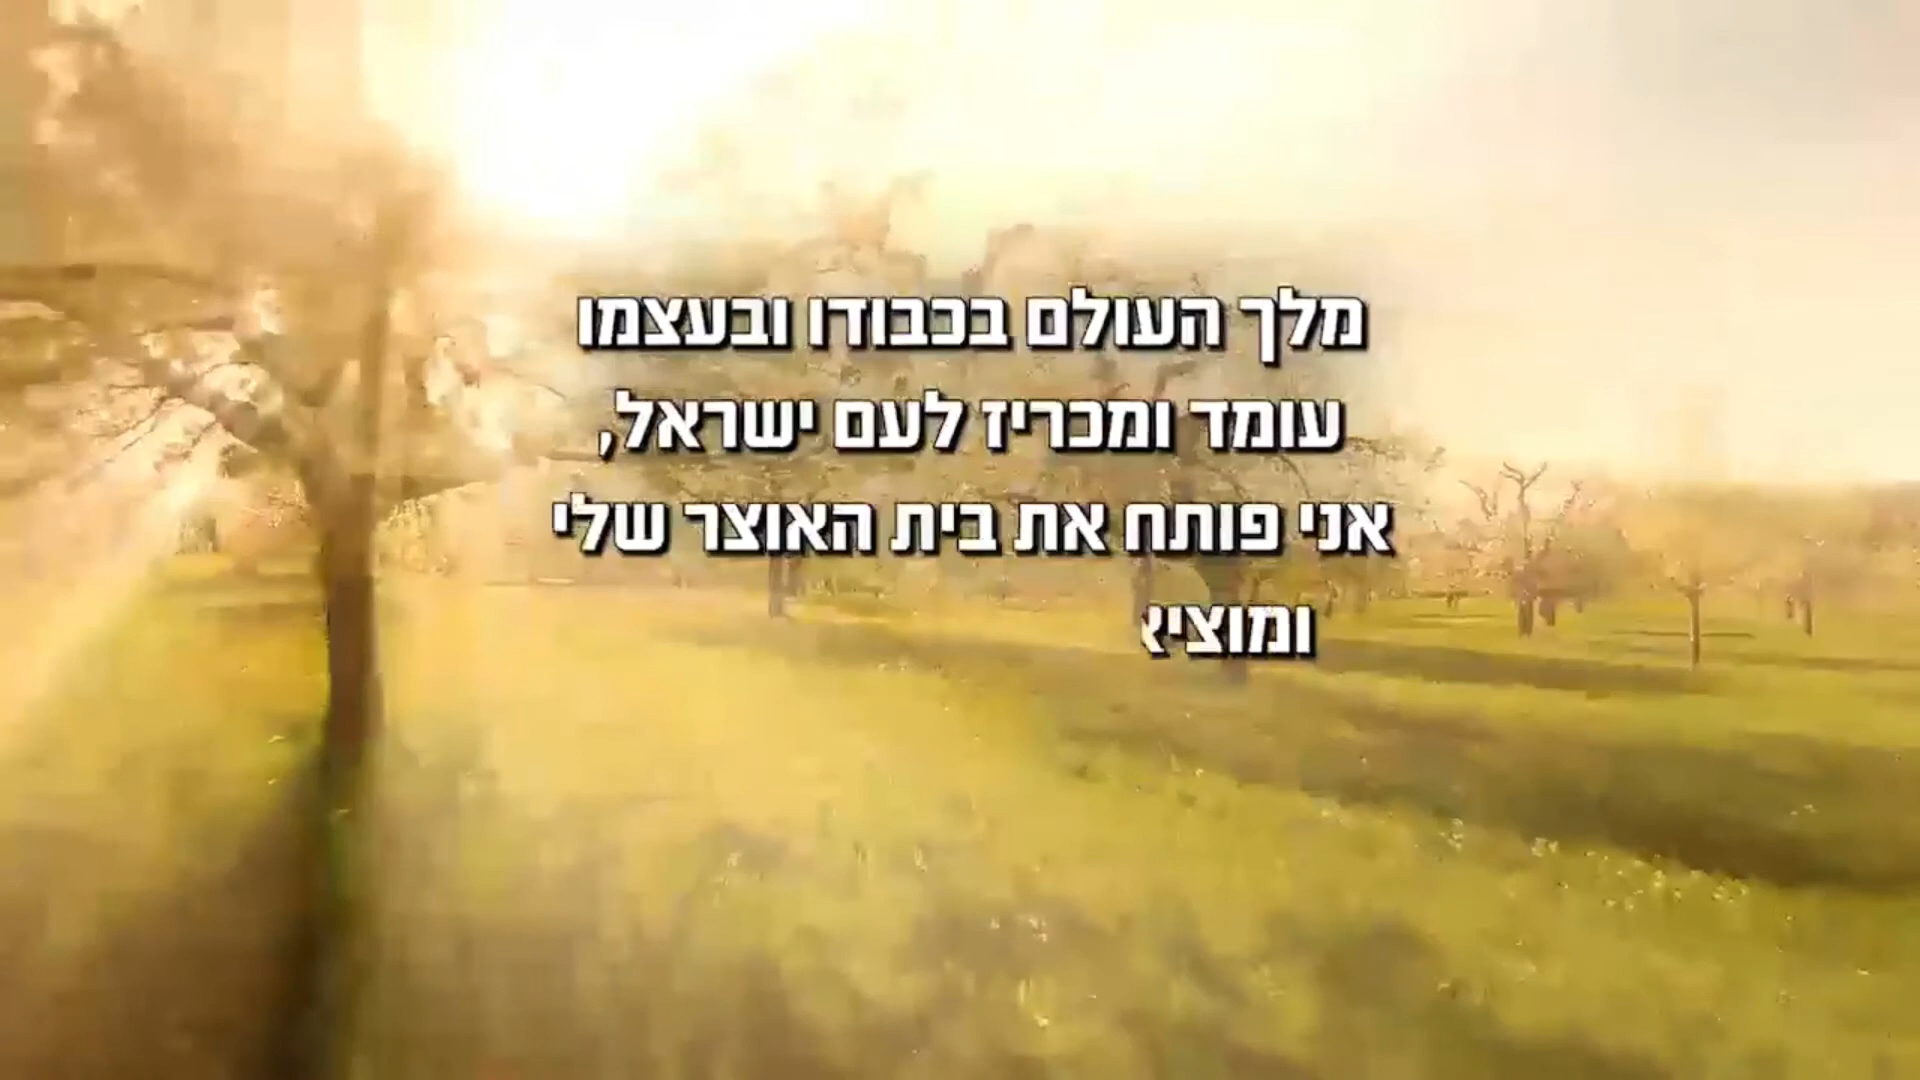 מלך העולם בכבודו ובעצמו
עומד ומכריז לעם ישראל,
אני פותח את בית האוצר שלי
ומוציא